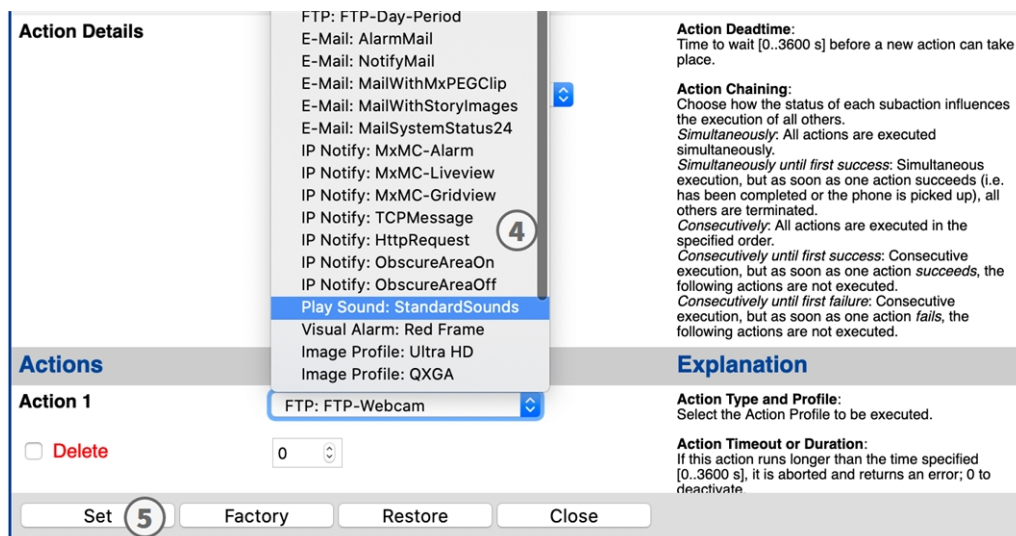 Action Details
FTP: FTP-Day-Period
E-Mail: AlarmMail
E-Mail: NotifyMail
E-Mail: MailWithMxPEGClip
E-Mail: MailWithStoryImages
E-Mail: MailSystemStatus24
IP Notify: MxMC-Alarm
IP Notify: MxMC-Liveview
IP Notify: MxMC-Gridview
IP Notify: TCPMessage
IP Notify: HttpRequest
IP Notify: ObscureAreaOn
IP Notify: ObscureAreaOff
Play Sound: StandardSounds
Visual Alarm: Red Frame
Image Profile: Ultra HD
Image Profile: QXGA
4
Action Deadtime:
Time to wait [0..3600 s] before a new action can take
place.
Action Chaining:
Choose how the status of each subaction influences
the execution of all others.
Simultaneously: All actions are executed
simultaneously.
Simultaneously until first success: Simultaneous
execution, but as soon as one action succeeds (i.e.
has been completed or the phone is picked up), all
others are terminated.
Consecutively: All actions are executed in the
specified order.
Consecutively until first success: Consecutive
execution, but as soon as one action succeeds, the
following actions are not executed.
Consecutively until first failure: Consecutive
execution, but as soon as one action fails, the
following actions are not executed.
Actions
Explanation
Action 1
FTP: FTP-Webcam
Delete
0
Action Type and Profile:
Select the Action Profile to be executed.
Action Timeout or Duration:
If this action runs longer than the time specified
[0..3600 s], it is aborted and returns an error; 0 to
deactivate.
Set 5 Factory Restore Close